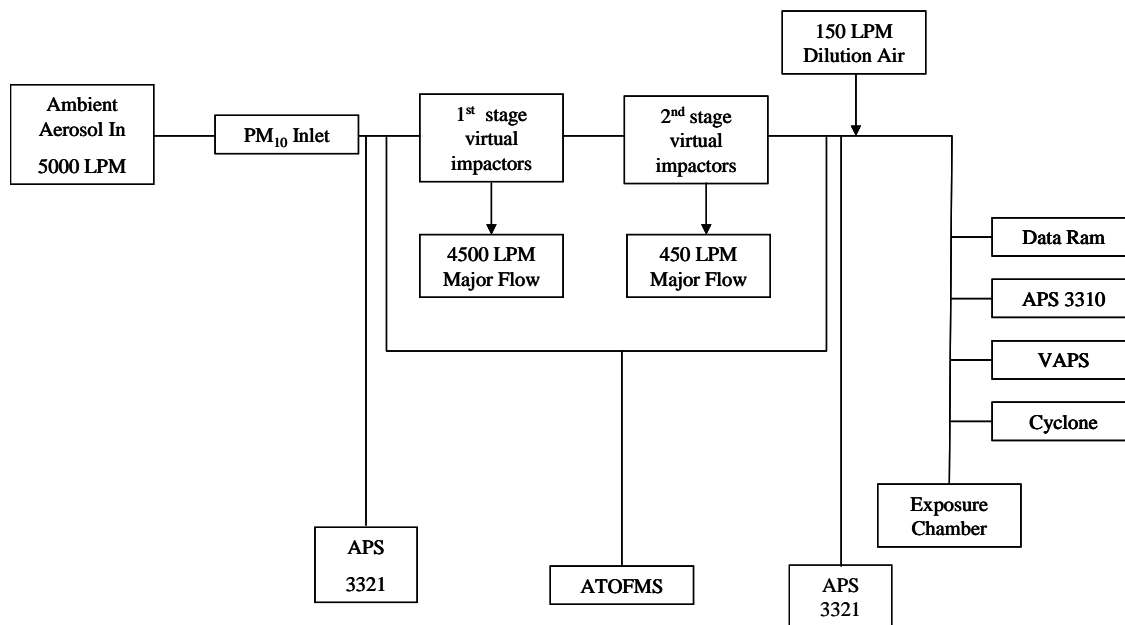 150 LPM
Dilution Air
Ambient
Aerosol In
5000 LPM
PM₁₀ Inlet
1ˢᵗ stage
virtual
impactors
2ⁿᵈ stage
virtual
impactors
4500 LPM
Major Flow
450 LPM
Major Flow
Data Ram
APS 3310
VAPS
Cyclone
Exposure
Chamber
APS
3321
ATOFMS
APS
3321